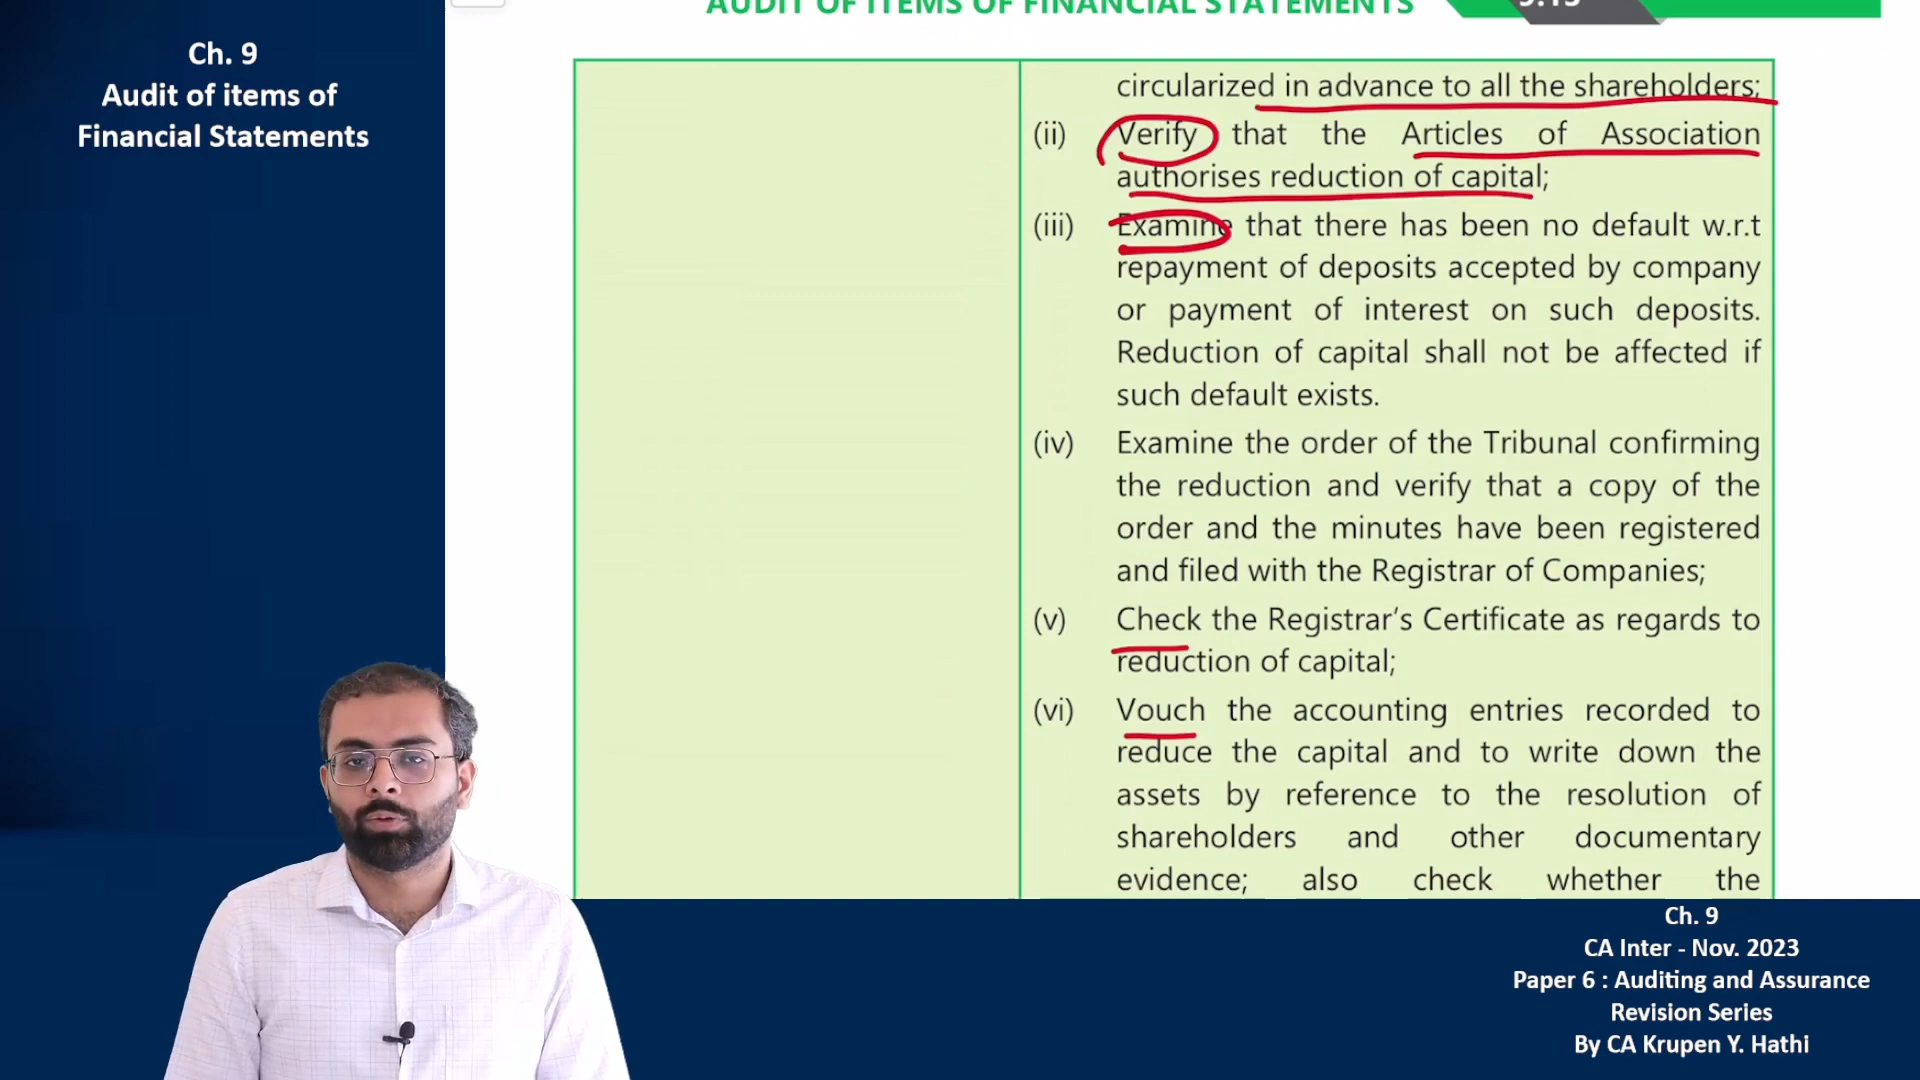 Ch. 9
Audit of items of
Financial Statements
AUDIT OF ITEMS OF FINANCIAL STATEMENTS
circularized in advance to all the shareholders;
(ii) Verify that the Articles of Association
authorises reduction of capital;
(iii) Examine that there has been no default w.r.t
repayment of deposits accepted by company
or payment of interest on such deposits.
Reduction of capital shall not be affected if
such default exists.
(iv) Examine the order of the Tribunal confirming
the reduction and verify that a copy of the
order and the minutes have been registered
and filed with the Registrar of Companies;
(v) Check the Registrar’s Certificate as regards to
reduction of capital;
(vi) Vouch the accounting entries recorded to
reduce the capital and to write down the
assets by reference to the resolution of
shareholders and other documentary
evidence; also check whether the
Ch. 9
CA Inter - Nov. 2023
Paper 6 : Auditing and Assurance
Revision Series
By CA Krupen Y. Hathi